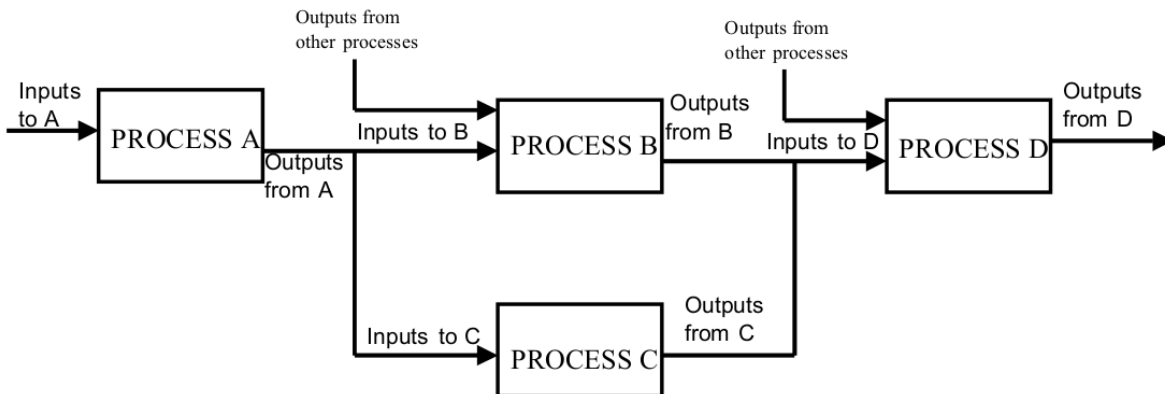 Outputs from
other processes
Outputs from
other processes
Inputs
to A
PROCESS A
Outputs
from A
Inputs to B
PROCESS B
Outputs
from B
Inputs to D
PROCESS D
Outputs
from D
Inputs to C
PROCESS C
Outputs
from C